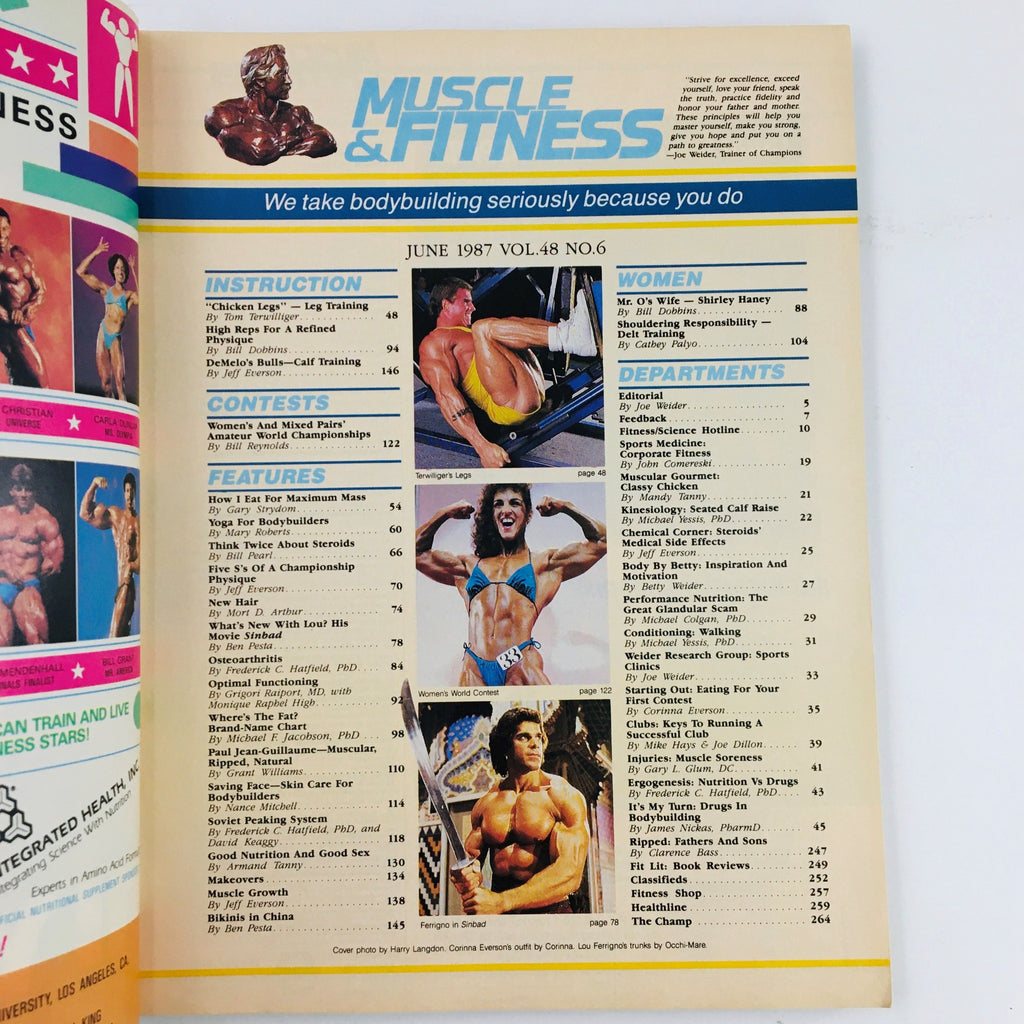 NESS
CHRISTIAN
UNIVERSE
CARLA DUNLAP
MS. OLYMPIA
MENDENHALL
NALS FINALIST
BILL GRANT
MR. AMERICA
CAN TRAIN AND LIVE
NESS STARS!
NTEGRATED HEALTH, INC
ntegrating Science With Nutrition
Experts in Amino Acid Form
FICIAL NUTRITIONAL SUPPLEMENT SPONSO
!
IVERSITY, LOS ANGELES, CA.
KING
MUSCLE
& FITNESS
"Strive for excellence, exceed
yourself, love your friend, speak
the truth, practice fidelity and
honor your father and mother.
These principles will help you
master yourself, make you strong,
give you hope and put you on a
path to greatness."
—Joe Weider, Trainer of Champions
We take bodybuilding seriously because you do
JUNE 1987 VOL.48 NO.6
INSTRUCTION
"Chicken Legs" — Leg Training
By Tom Terwilliger. . . . . . . . . . . . 48
High Reps For A Refined
Physique
By Bill Dobbins. . . . . . . . . . . . 94
DeMelo's Bulls—Calf Training
By Jeff Everson. . . . . . . . . . . . 146
CONTESTS
Women's And Mixed Pairs'
Amateur World Championships
By Bill Reynolds. . . . . . . . . . . . 122
FEATURES
How I Eat For Maximum Mass
By Gary Strydom. . . . . . . . . . . . 54
Yoga For Bodybuilders
By Mary Roberts. . . . . . . . . . . . 60
Think Twice About Steroids
By Bill Pearl. . . . . . . . . . . . 66
Five S's Of A Championship
Physique
By Jeff Everson. . . . . . . . . . . . 70
New Hair
By Mort D. Arthur. . . . . . . . . . . . 74
What's New With Lou? His
Movie Sinbad
By Ben Pesta. . . . . . . . . . . . 78
Osteoarthritis
By Frederick C. Hatfield, PhD. . . . 84
Optimal Functioning
By Grigori Raiport, MD, with
Monique Raphel High. . . . . . . . 92
Where's The Fat?
Brand-Name Chart
By Michael F. Jacobson, PhD . . . 98
Paul Jean-Guillaume—Muscular,
Ripped, Natural
By Grant Williams. . . . . . . . . . . . 110
Saving Face—Skin Care For
Bodybuilders
By Nance Mitchell. . . . . . . . . . . . 114
Soviet Peaking System
By Frederick C. Hatfield, PhD, and
David Keaggy. . . . . . . . . . . . 118
Good Nutrition And Good Sex
By Armand Tanny. . . . . . . . . . . . 130
Makeovers. . . . . . . . . . . . 134
Muscle Growth
By Jeff Everson. . . . . . . . . . . . 138
Bikinis in China
By Ben Pesta. . . . . . . . . . . . 145
Terwilliger's Legs page 48
33
Women's World Contest page 122
Ferrigno in Sinbad page 78
WOMEN
Mr. O's Wife — Shirley Haney
By Bill Dobbins. . . . . . . . . . . . 88
Shouldering Responsibility —
Delt Training
By Cathey Palyo. . . . . . . . . . . . 104
DEPARTMENTS
Editorial
By Joe Weider. . . . . . . . . . . . 5
Feedback. . . . . . . . . . . . 7
Fitness/Science Hotline. . . . . . . . 10
Sports Medicine:
Corporate Fitness
By John Comereski. . . . . . . . . . . . 19
Muscular Gourmet:
Classy Chicken
By Mandy Tanny. . . . . . . . . . . . 21
Kinesiology: Seated Calf Raise
By Michael Yessis, PhD. . . . . . . . 22
Chemical Corner: Steroids'
Medical Side Effects
By Jeff Everson. . . . . . . . . . . . 25
Body By Betty: Inspiration And
Motivation
By Betty Weider. . . . . . . . . . . . 27
Performance Nutrition: The
Great Glandular Scam
By Michael Colgan, PhD. . . . . . . . 29
Conditioning: Walking
By Michael Yessis, PhD. . . . . . . . 31
Weider Research Group: Sports
Clinics
By Joe Weider. . . . . . . . . . . . 33
Starting Out: Eating For Your
First Contest
By Corinna Everson. . . . . . . . . . . . 35
Clubs: Keys To Running A
Successful Club
By Mike Hays & Joe Dillon. . . . . . 39
Injuries: Muscle Soreness
By Gary L. Glum, DC. . . . . . . . . . 41
Ergogenesis: Nutrition Vs Drugs
By Frederick C. Hatfield, PhD. . . . 43
It's My Turn: Drugs In
Bodybuilding
By James Nickas, PharmD. . . . . . 45
Ripped: Fathers And Sons
By Clarence Bass. . . . . . . . . . . . 247
Fit Lit: Book Reviews. . . . . . . . . . 249
Classifieds. . . . . . . . . . . . 252
Fitness Shop. . . . . . . . . . . . 257
Healthline. . . . . . . . . . . . 259
The Champ . . . . . . . . . . . . 264
Cover photo by Harry Langdon. Corinna Everson's outfit by Corinna. Lou Ferrigno's trunks by Occhi-Mare.